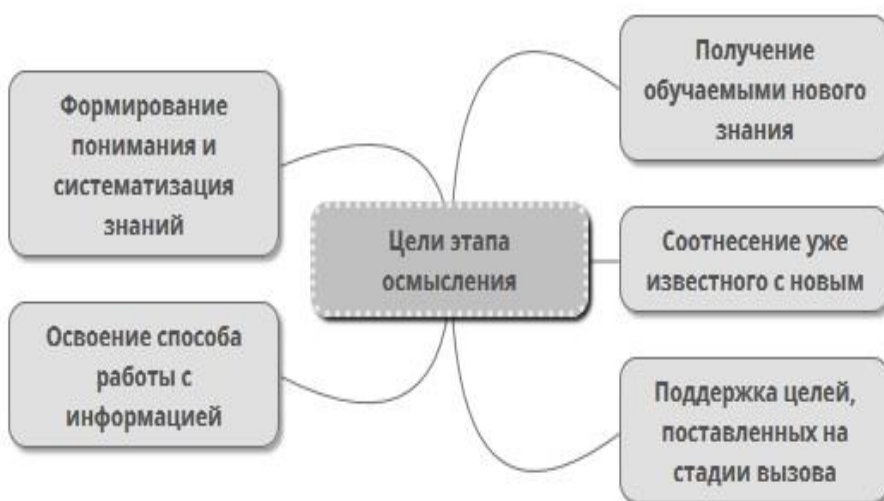 Формирование
понимания и
систематизация
знаний
Освоение способа
работы с
информацией
Цели этапа
осмысления
Получение
обучаемыми нового
знания
Соотнесение уже
известного с новым
Поддержка целей,
поставленных на
стадии вызова